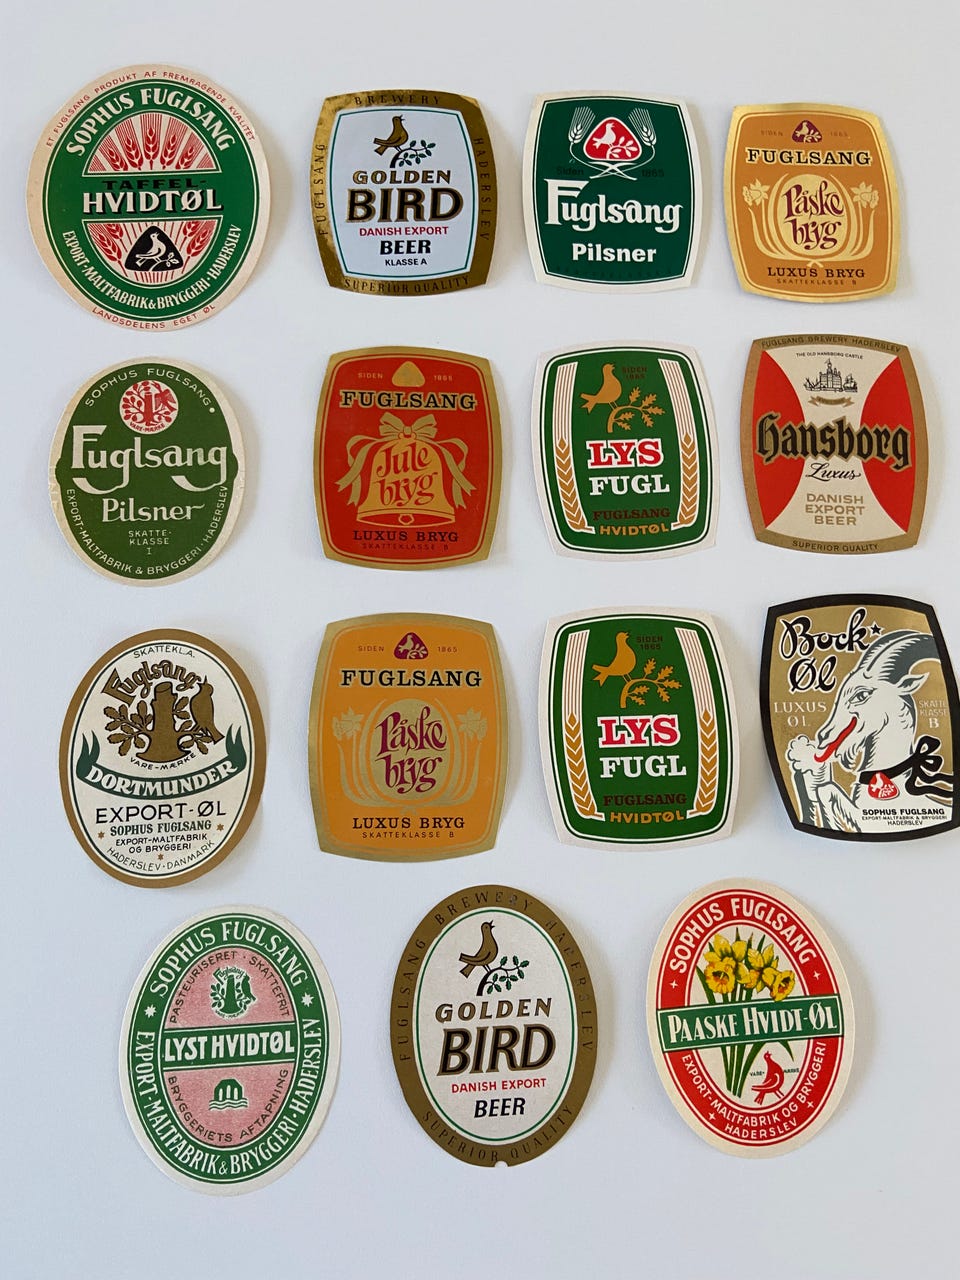 ET FUGLSANG PRODUKT AF FREMRAGENDE KVALITET
SOPHUS FUGLSANG
TAFFEL-
HVIDTØL
EXPORT-MALTFABRIK & BRYGGERI · HADERSLEV
LANDSDELENS EGET ØL
BREWERY
FUGLSANG
HADERSLEV
GOLDEN
BIRD
DANISH EXPORT
BEER
KLASSE A
SUPERIOR QUALITY
Siden 1865
Fuglsang
Pilsner
SIDEN 1865
FUGLSANG
Påske
bryg
LUXUS BRYG
SKATTEKLASSE B
SOPHUS FUGLSANG.
VARE-MÆRKE
Fuglsang
Pilsner
SKATTE-
KLASSE
I
EXPORT-MALTFABRIK & BRYGGERI · HADERSLEV
SIDEN 1865
FUGLSANG
Jule
bryg
LUXUS BRYG
SKATTEKLASSE B
SIDEN
1865
LYS
FUGL
FUGLSANG
HVIDTØL
FUGLSANG BREWERY HADERSLEV
THE OLD HANSBORG CASTLE
Hansborg
Luxus
DANISH
EXPORT
BEER
SUPERIOR QUALITY
SKATTEKL.A.
Fuglsang
VARE-MÆRKE
DORTMUNDER
EXPORT-ØL
SOPHUS FUGLSANG
EXPORT-MALTFABRIK
OG BRYGGERI
HADERSLEV-DANMARK
SIDEN 1865
FUGLSANG
Påske
bryg
LUXUS BRYG
SKATTEKLASSE B
SIDEN
1865
LYS
FUGL
FUGLSANG
HVIDTØL
Bock
Øl
LUXUS
ØL
SKATTE
KLASSE
B
SOPHUS FUGLSANG
EXPORT-MALTFABRIK OG BRYGGERI
HADERSLEV
SOPHUS FUGLSANG
PASTEURISERET · SKATTEFRIT
LYST HVIDTØL
BRYGGERIETS AFTAPNING
EXPORT-MALTFABRIK & BRYGGERI · HADERSLEV
FUGLSANG BREWERY HADERSLEV
GOLDEN
BIRD
DANISH EXPORT
BEER
SUPERIOR QUALITY
SOPHUS FUGLSANG
PAASKE HVIDT-ØL
VARE MÆRKE
EXPORT-MALTFABRIK OG BRYGGERI
HADERSLEV